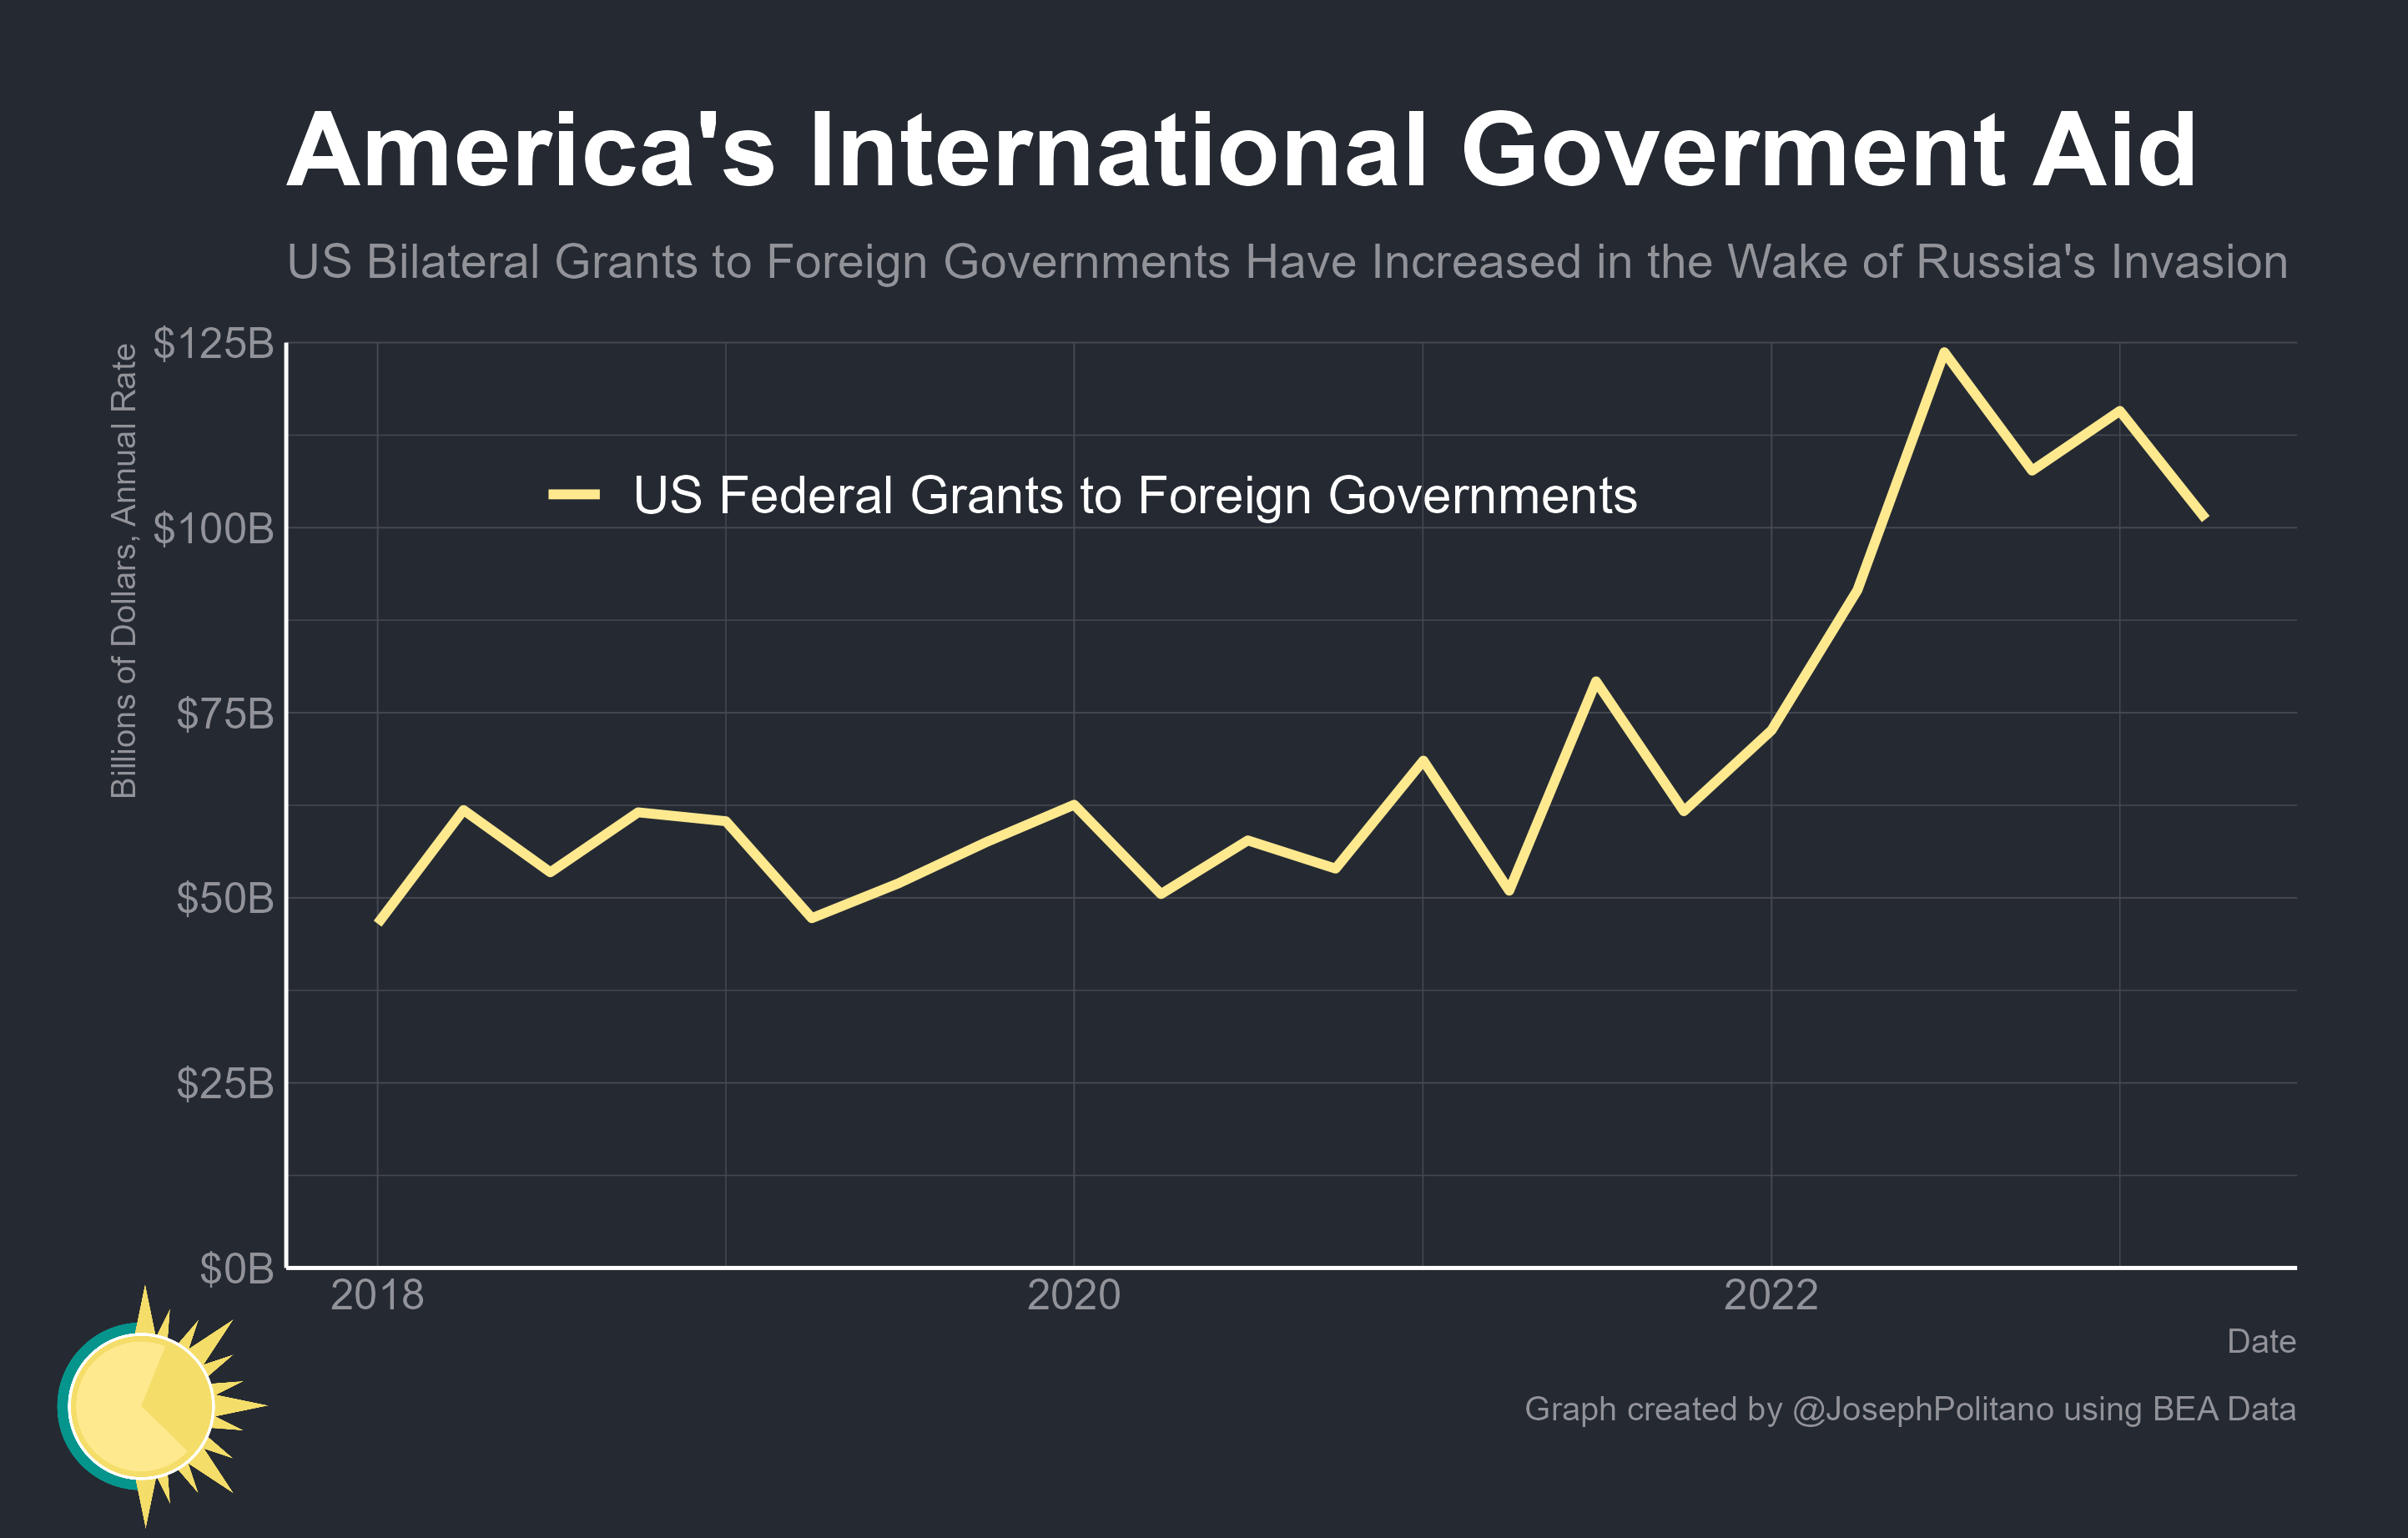 America's International Goverment Aid
US Bilateral Grants to Foreign Governments Have Increased in the Wake of Russia's Invasion
Billions of Dollars, Annual Rate
$125B
$100B
$75B
$50B
$25B
$0B
US Federal Grants to Foreign Governments
2018
2020
2022
Date
Graph created by @JosephPolitano using BEA Data